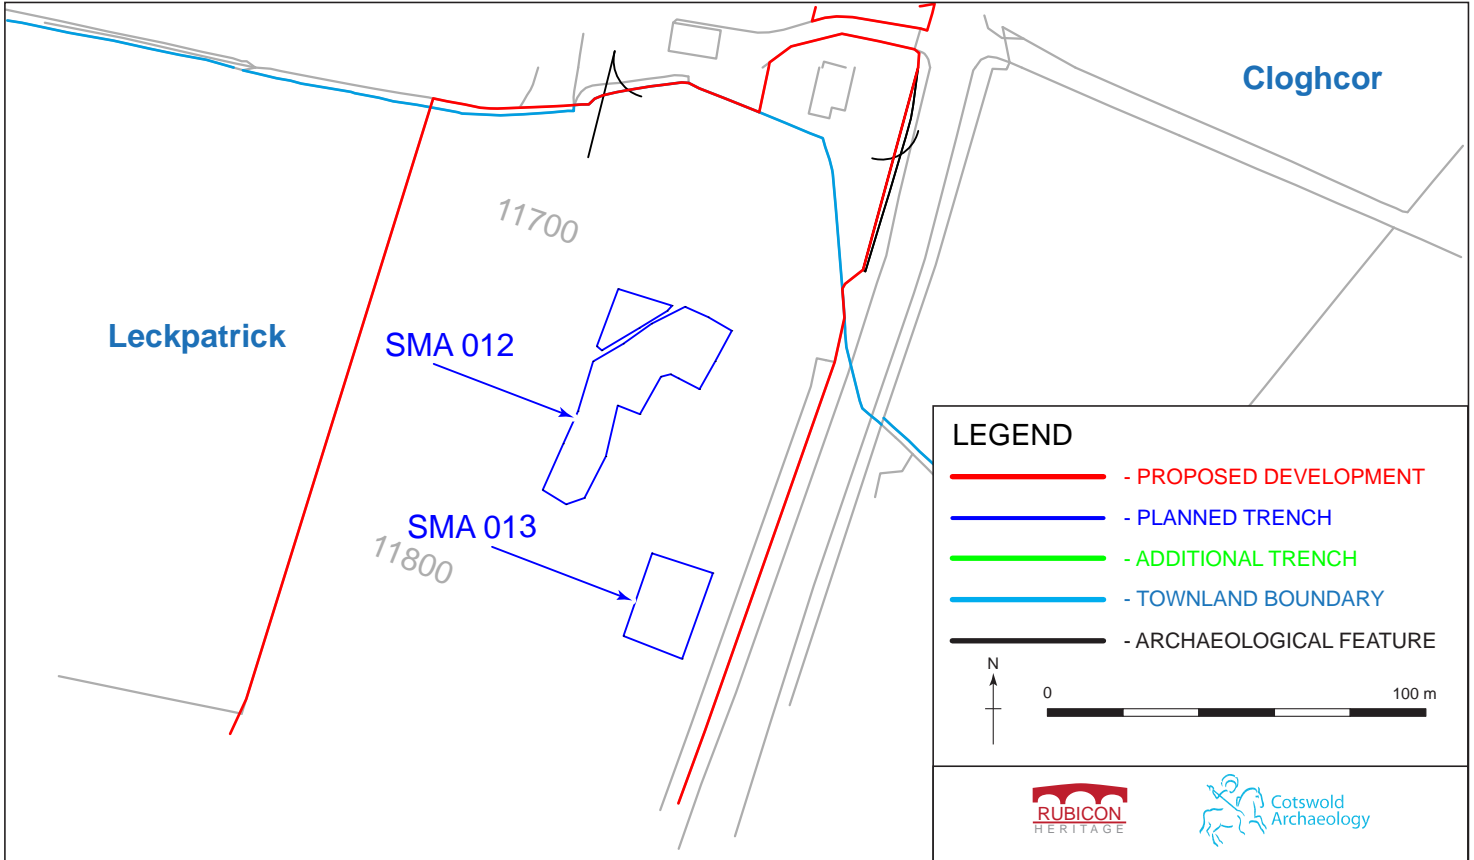 Cloghcor
11700
Leckpatrick
SMA 012
SMA 013
11800
LEGEND
- PROPOSED DEVELOPMENT
- PLANNED TRENCH
- ADDITIONAL TRENCH
- TOWNLAND BOUNDARY
- ARCHAEOLOGICAL FEATURE
N
0 100 m
RUBICON
HERITAGE
Cotswold
Archaeology